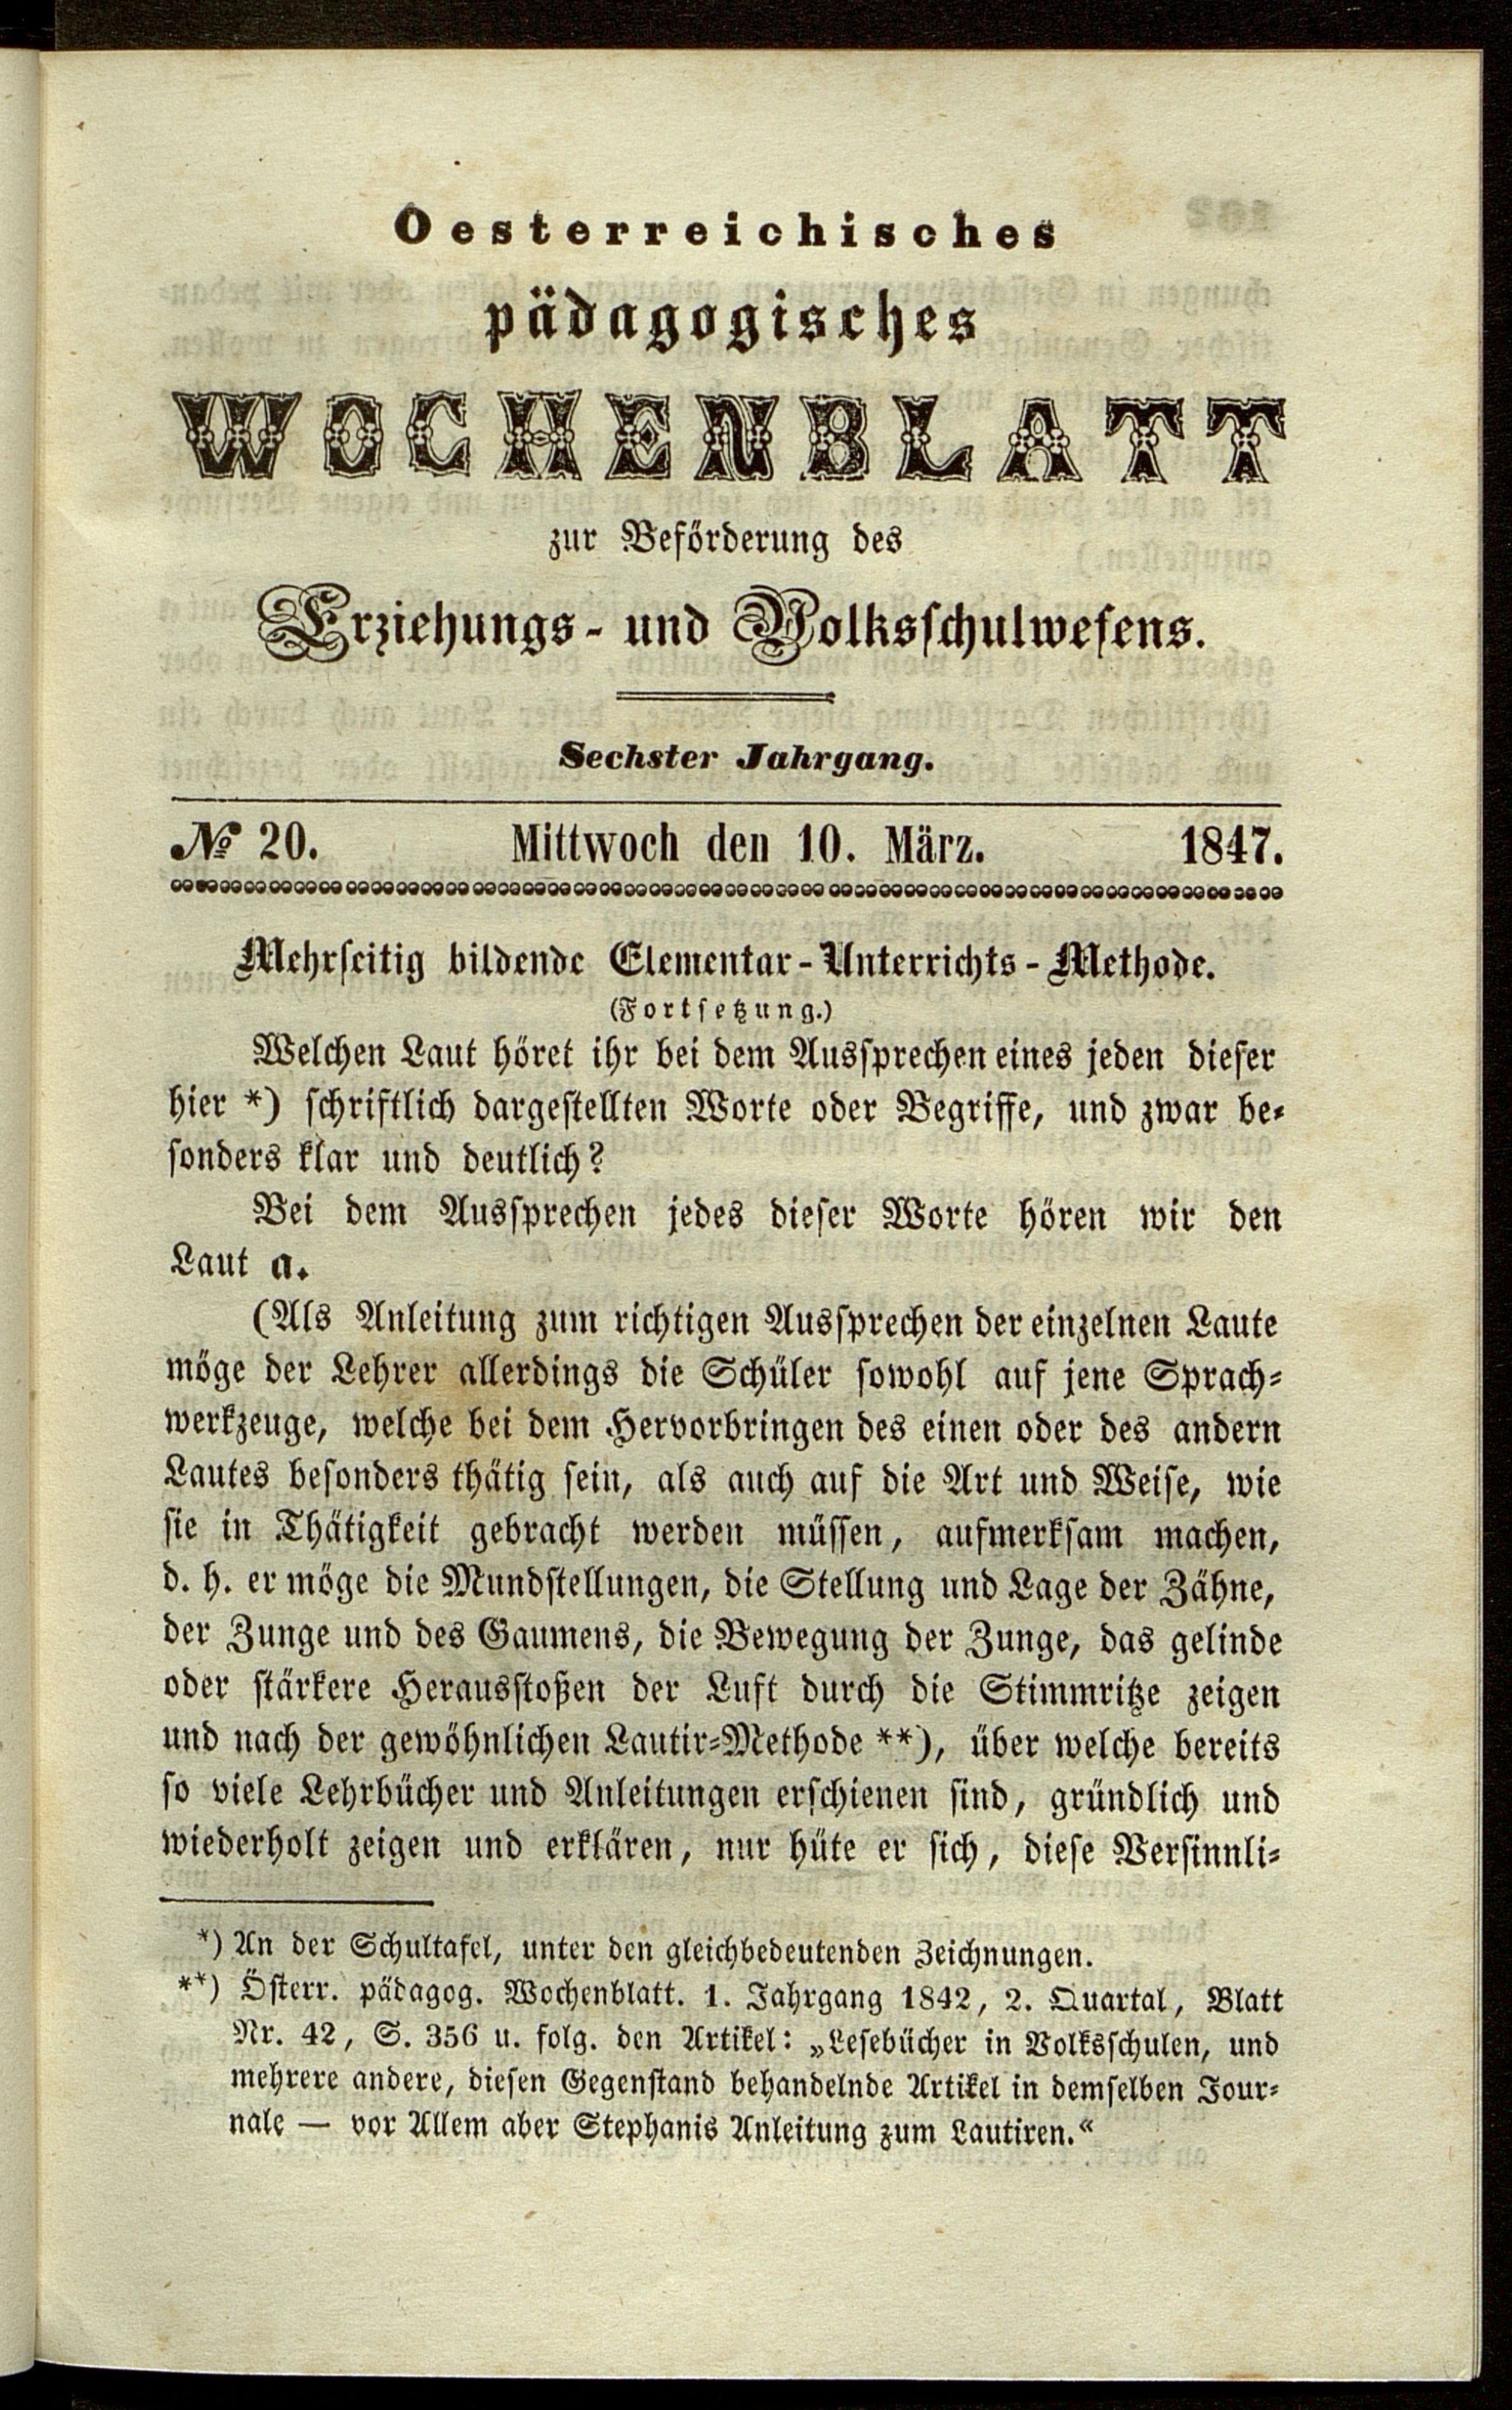 Oesterreichisches
pädagogisches
WOCHENBLATT
zur Beförderung des
Erziehungs- und Volksschulwesens.
Sechster Jahrgang.
№ 20. Mittwoch den 10. März. 1847.
Mehrseitig bildende Elementar-Unterrichts-Methode.
(Fortsetzung.)
Welchen Laut höret ihr bei dem Aussprechen eines jeden dieser
hier *) schriftlich dargestellten Worte oder Begriffe, und zwar be-
sonders klar und deutlich?
Bei dem Aussprechen jedes dieser Worte hören wir den
Laut a.
(Als Anleitung zum richtigen Aussprechen der einzelnen Laute
möge der Lehrer allerdings die Schüler sowohl auf jene Sprach-
werkzeuge, welche bei dem Hervorbringen des einen oder des andern
Lautes besonders thätig sein, als auch auf die Art und Weise, wie
sie in Thätigkeit gebracht werden müssen, aufmerksam machen,
d. h. er möge die Mundstellungen, die Stellung und Lage der Zähne,
der Zunge und des Gaumens, die Bewegung der Zunge, das gelinde
oder stärkere Herausstoßen der Luft durch die Stimmritze zeigen
und nach der gewöhnlichen Lautir-Methode **), über welche bereits
so viele Lehrbücher und Anleitungen erschienen sind, gründlich und
wiederholt zeigen und erklären, nur hüte er sich, diese Versinnli-
*) An der Schultafel, unter den gleichbedeutenden Zeichnungen.
**) Österr. pädagog. Wochenblatt. 1. Jahrgang 1842, 2. Quartal, Blatt
Nr. 42, S. 356 u. folg. den Artikel: „Lesebücher in Volksschulen, und
mehrere andere, diesen Gegenstand behandelnde Artikel in demselben Jour-
nale — vor Allem aber Stephanis Anleitung zum Lautiren.“